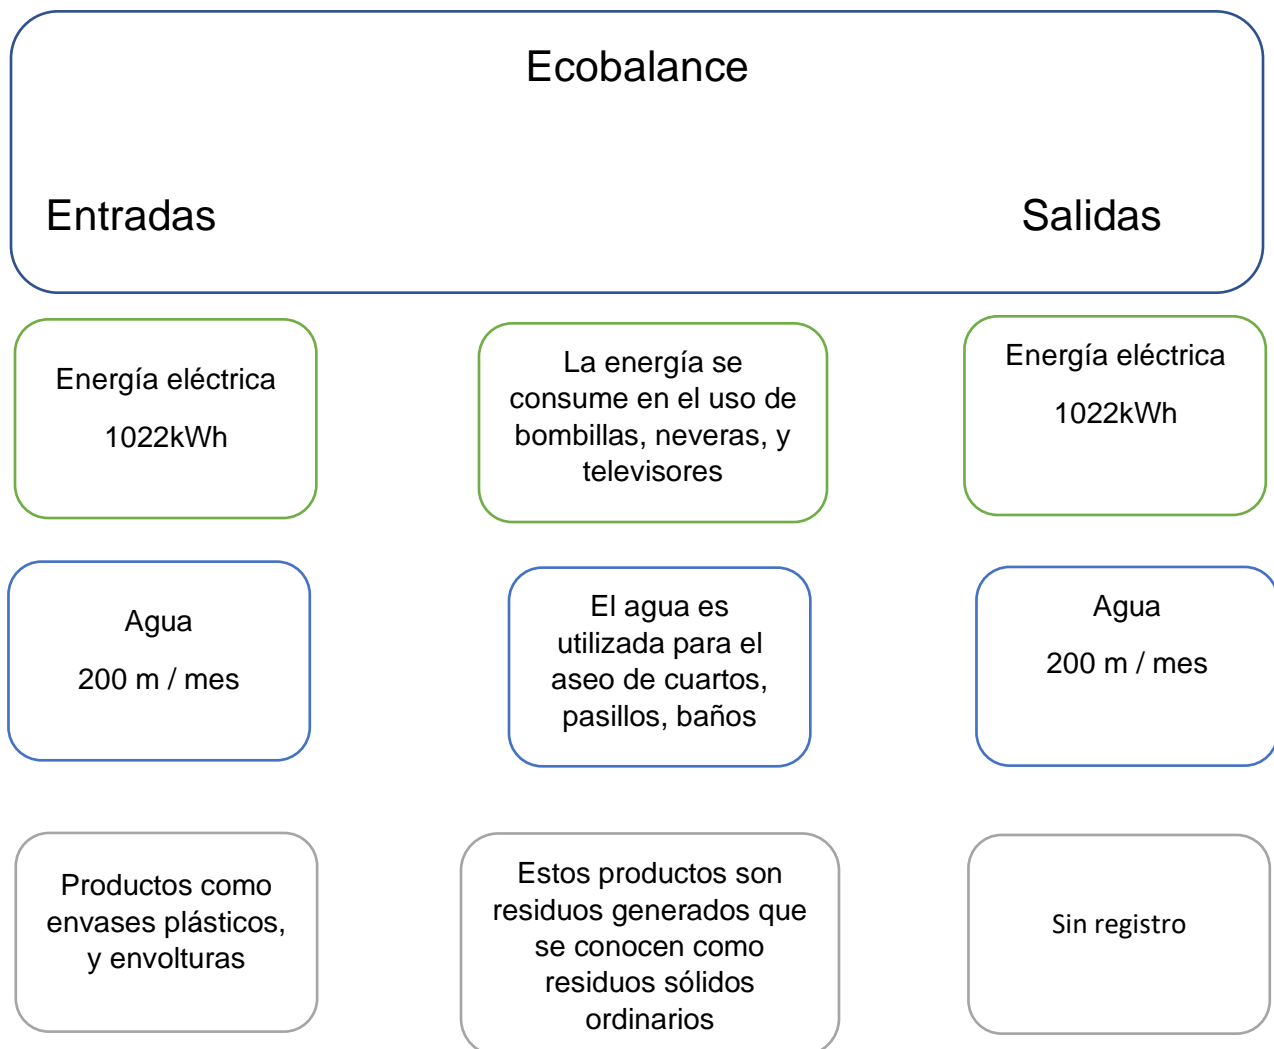 Ecobalance
Entradas
Salidas
Energía eléctrica
1022kWh
La energía se
consume en el uso de
bombillas, neveras, y
televisores
Energía eléctrica
1022kWh
Agua
200 m / mes
El agua es
utilizada para el
aseo de cuartos,
pasillos, baños
Agua
200 m / mes
Productos como
envases plásticos,
y envolturas
Estos productos son
residuos generados que
se conocen como
residuos sólidos
ordinarios
Sin registro